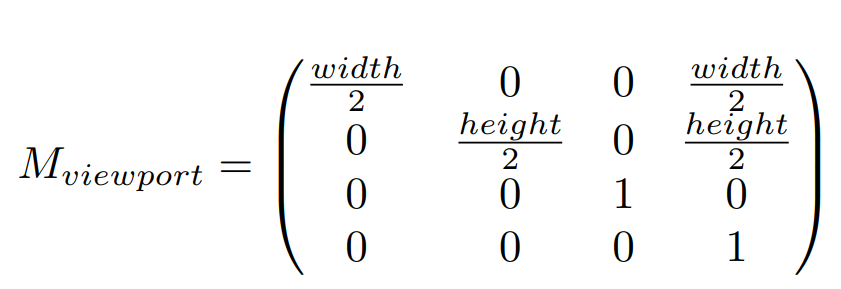 M_{viewport} = \begin{pmatrix} \frac{width}{2} & 0 & 0 & \frac{width}{2} \\
0 & \frac{height}{2} & 0 & \frac{height}{2} \\
0 & 0 & 1 & 0 \\
0 & 0 & 0 & 1 \end{pmatrix}